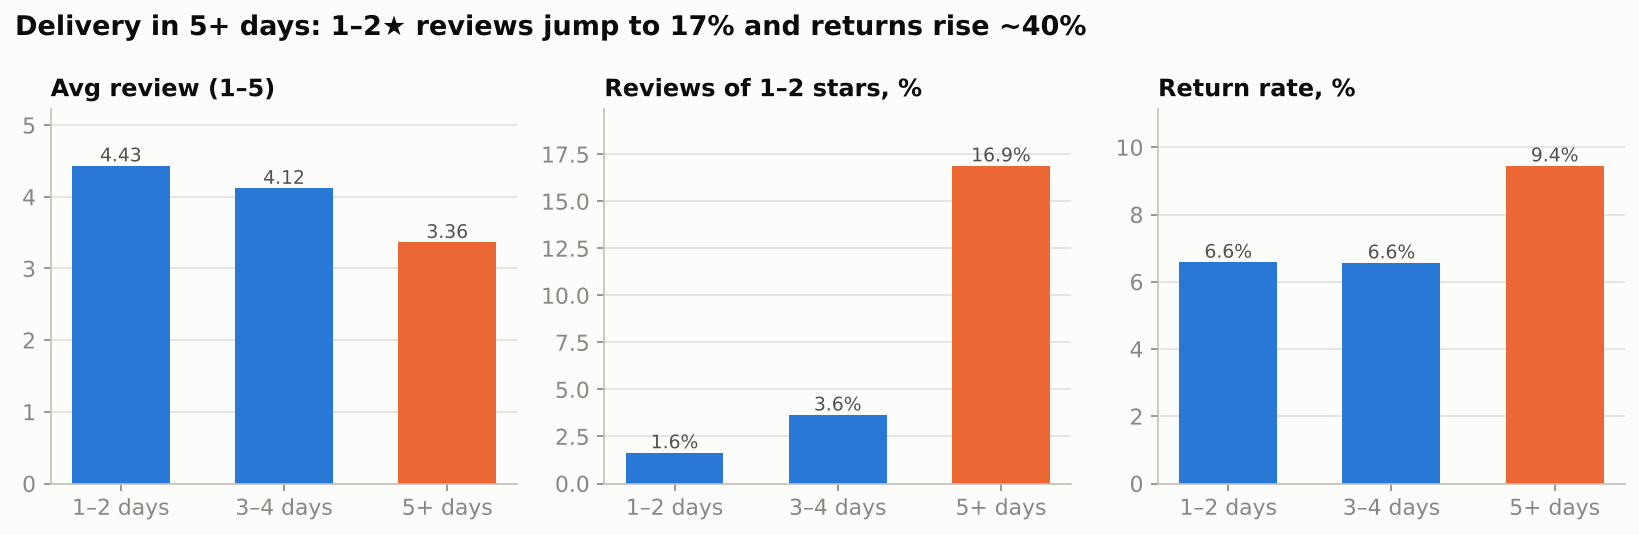 Delivery in 5+ days: 1–2★ reviews jump to 17% and returns rise ~40%
Avg review (1–5)
5
4
3
2
1
0
4.43
4.12
3.36
1–2 days
3–4 days
5+ days
Reviews of 1–2 stars, %
17.5
15.0
12.5
10.0
7.5
5.0
2.5
0.0
1.6%
3.6%
16.9%
1–2 days
3–4 days
5+ days
Return rate, %
10
8
6
4
2
0
6.6%
6.6%
9.4%
1–2 days
3–4 days
5+ days